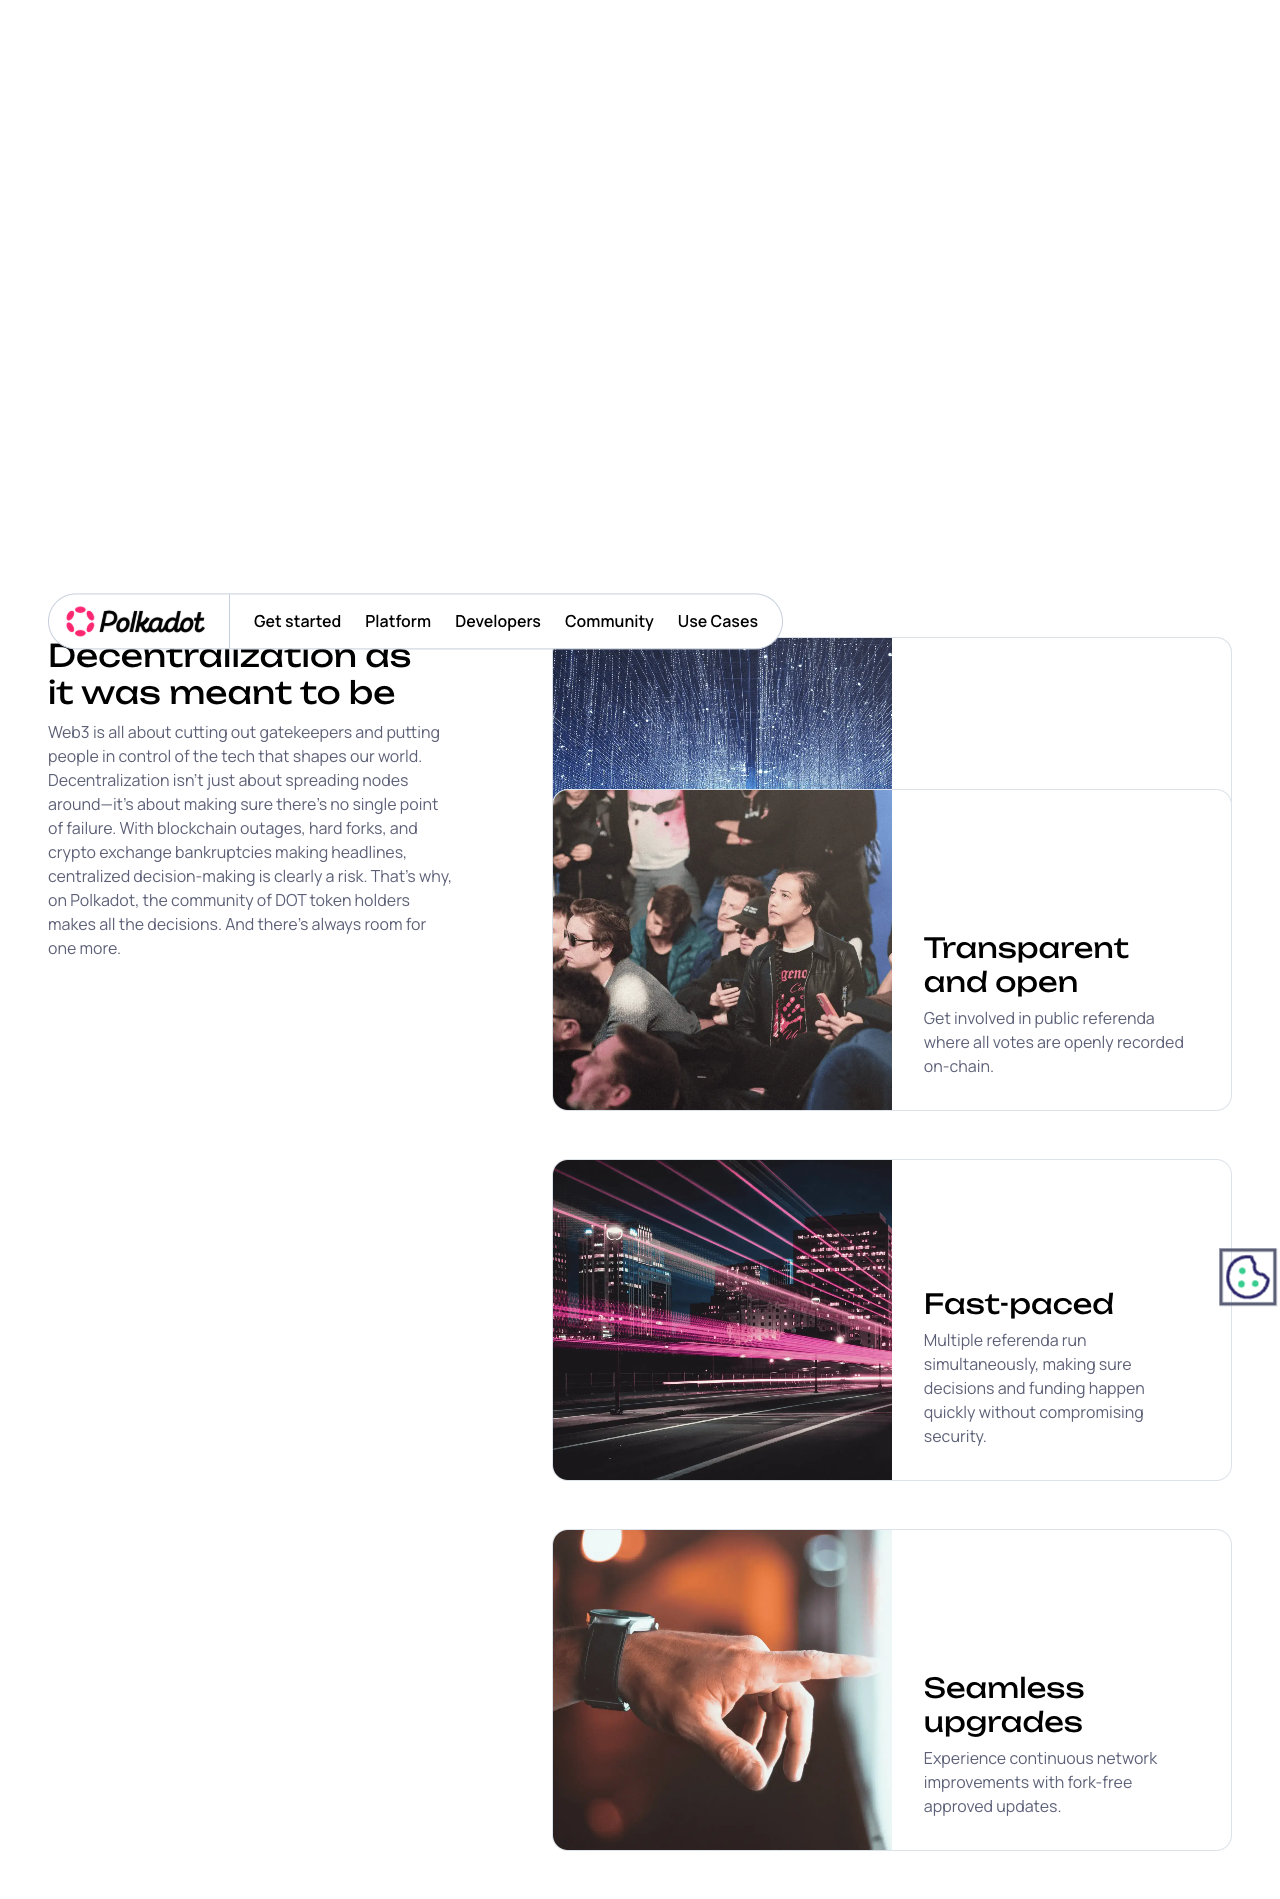 Polkadot
Get started
Platform
Developers
Community
Use Cases
Decentralization as
it was meant to be
Web3 is all about cutting out gatekeepers and putting
people in control of the tech that shapes our world.
Decentralization isn't just about spreading nodes
around—it's about making sure there's no single point
of failure. With blockchain outages, hard forks, and
crypto exchange bankruptcies making headlines,
centralized decision-making is clearly a risk. That's why,
on Polkadot, the community of DOT token holders
makes all the decisions. And there's always room for
one more.
Transparent
and open
Get involved in public referenda
where all votes are openly recorded
on-chain.
Fast-paced
Multiple referenda run
simultaneously, making sure
decisions and funding happen
quickly without compromising
security.
Seamless
upgrades
Experience continuous network
improvements with fork-free
approved updates.